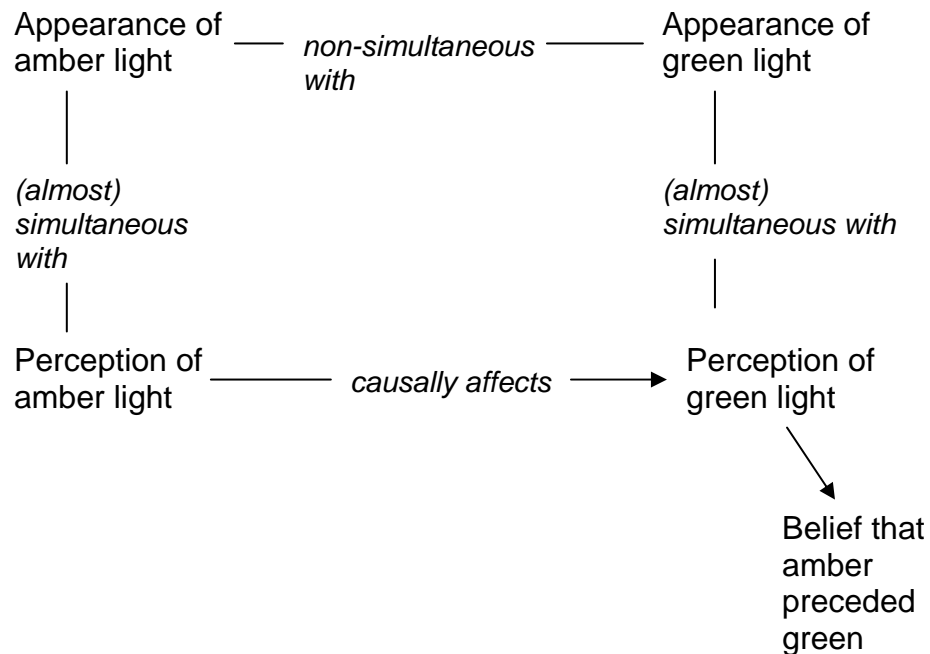 Appearance of
amber light
non-simultaneous
with
Appearance of
green light
(almost)
simultaneous
with
(almost)
simultaneous with
Perception of
amber light
causally affects
Perception of
green light
Belief that
amber
preceded
green